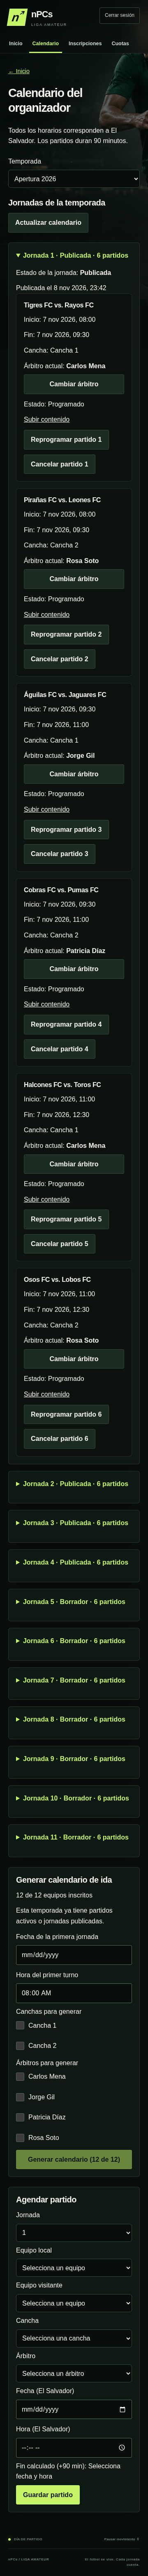 nPCs
LIGA AMATEUR
Cerrar sesión
Inicio
Calendario
Inscripciones
Cuotas
← Inicio
Calendario del
organizador
Todos los horarios corresponden a El
Salvador. Los partidos duran 90 minutos.
Temporada
Apertura 2026
Jornadas de la temporada
Actualizar calendario
▼ Jornada 1 · Publicada · 6 partidos
Estado de la jornada: Publicada
Publicada el 8 nov 2026, 23:42
Tigres FC vs. Rayos FC
Inicio: 7 nov 2026, 08:00
Fin: 7 nov 2026, 09:30
Cancha: Cancha 1
Árbitro actual: Carlos Mena
Cambiar árbitro
Estado: Programado
Subir contenido
Reprogramar partido 1
Cancelar partido 1
Pirañas FC vs. Leones FC
Inicio: 7 nov 2026, 08:00
Fin: 7 nov 2026, 09:30
Cancha: Cancha 2
Árbitro actual: Rosa Soto
Cambiar árbitro
Estado: Programado
Subir contenido
Reprogramar partido 2
Cancelar partido 2
Águilas FC vs. Jaguares FC
Inicio: 7 nov 2026, 09:30
Fin: 7 nov 2026, 11:00
Cancha: Cancha 1
Árbitro actual: Jorge Gil
Cambiar árbitro
Estado: Programado
Subir contenido
Reprogramar partido 3
Cancelar partido 3
Cobras FC vs. Pumas FC
Inicio: 7 nov 2026, 09:30
Fin: 7 nov 2026, 11:00
Cancha: Cancha 2
Árbitro actual: Patricia Díaz
Cambiar árbitro
Estado: Programado
Subir contenido
Reprogramar partido 4
Cancelar partido 4
Halcones FC vs. Toros FC
Inicio: 7 nov 2026, 11:00
Fin: 7 nov 2026, 12:30
Cancha: Cancha 1
Árbitro actual: Carlos Mena
Cambiar árbitro
Estado: Programado
Subir contenido
Reprogramar partido 5
Cancelar partido 5
Osos FC vs. Lobos FC
Inicio: 7 nov 2026, 11:00
Fin: 7 nov 2026, 12:30
Cancha: Cancha 2
Árbitro actual: Rosa Soto
Cambiar árbitro
Estado: Programado
Subir contenido
Reprogramar partido 6
Cancelar partido 6
▶ Jornada 2 · Publicada · 6 partidos
▶ Jornada 3 · Publicada · 6 partidos
▶ Jornada 4 · Publicada · 6 partidos
▶ Jornada 5 · Borrador · 6 partidos
▶ Jornada 6 · Borrador · 6 partidos
▶ Jornada 7 · Borrador · 6 partidos
▶ Jornada 8 · Borrador · 6 partidos
▶ Jornada 9 · Borrador · 6 partidos
▶ Jornada 10 · Borrador · 6 partidos
▶ Jornada 11 · Borrador · 6 partidos
Generar calendario de ida
12 de 12 equipos inscritos
Esta temporada ya tiene partidos
activos o jornadas publicadas.
Fecha de la primera jornada
mm/dd/yyyy
Hora del primer turno
08:00 AM
Canchas para generar
Cancha 1
Cancha 2
Árbitros para generar
Carlos Mena
Jorge Gil
Patricia Díaz
Rosa Soto
Generar calendario (12 de 12)
Agendar partido
Jornada
1
Equipo local
Selecciona un equipo
Equipo visitante
Selecciona un equipo
Cancha
Selecciona una cancha
Árbitro
Selecciona un árbitro
Fecha (El Salvador)
mm/dd/yyyy
Hora (El Salvador)
--:-- --
Fin calculado (+90 min): Selecciona
fecha y hora
Guardar partido
DÍA DE PARTIDO
NPCS / LIGA AMATEUR